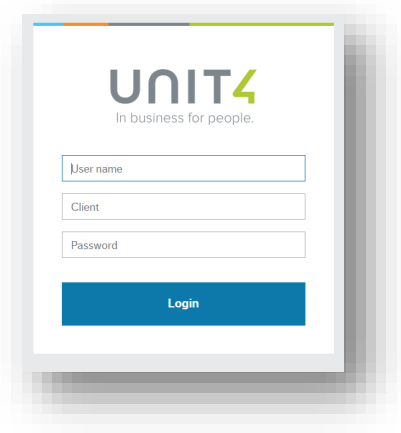 UNIT4
In business for people.
User name
Client
Password
Login